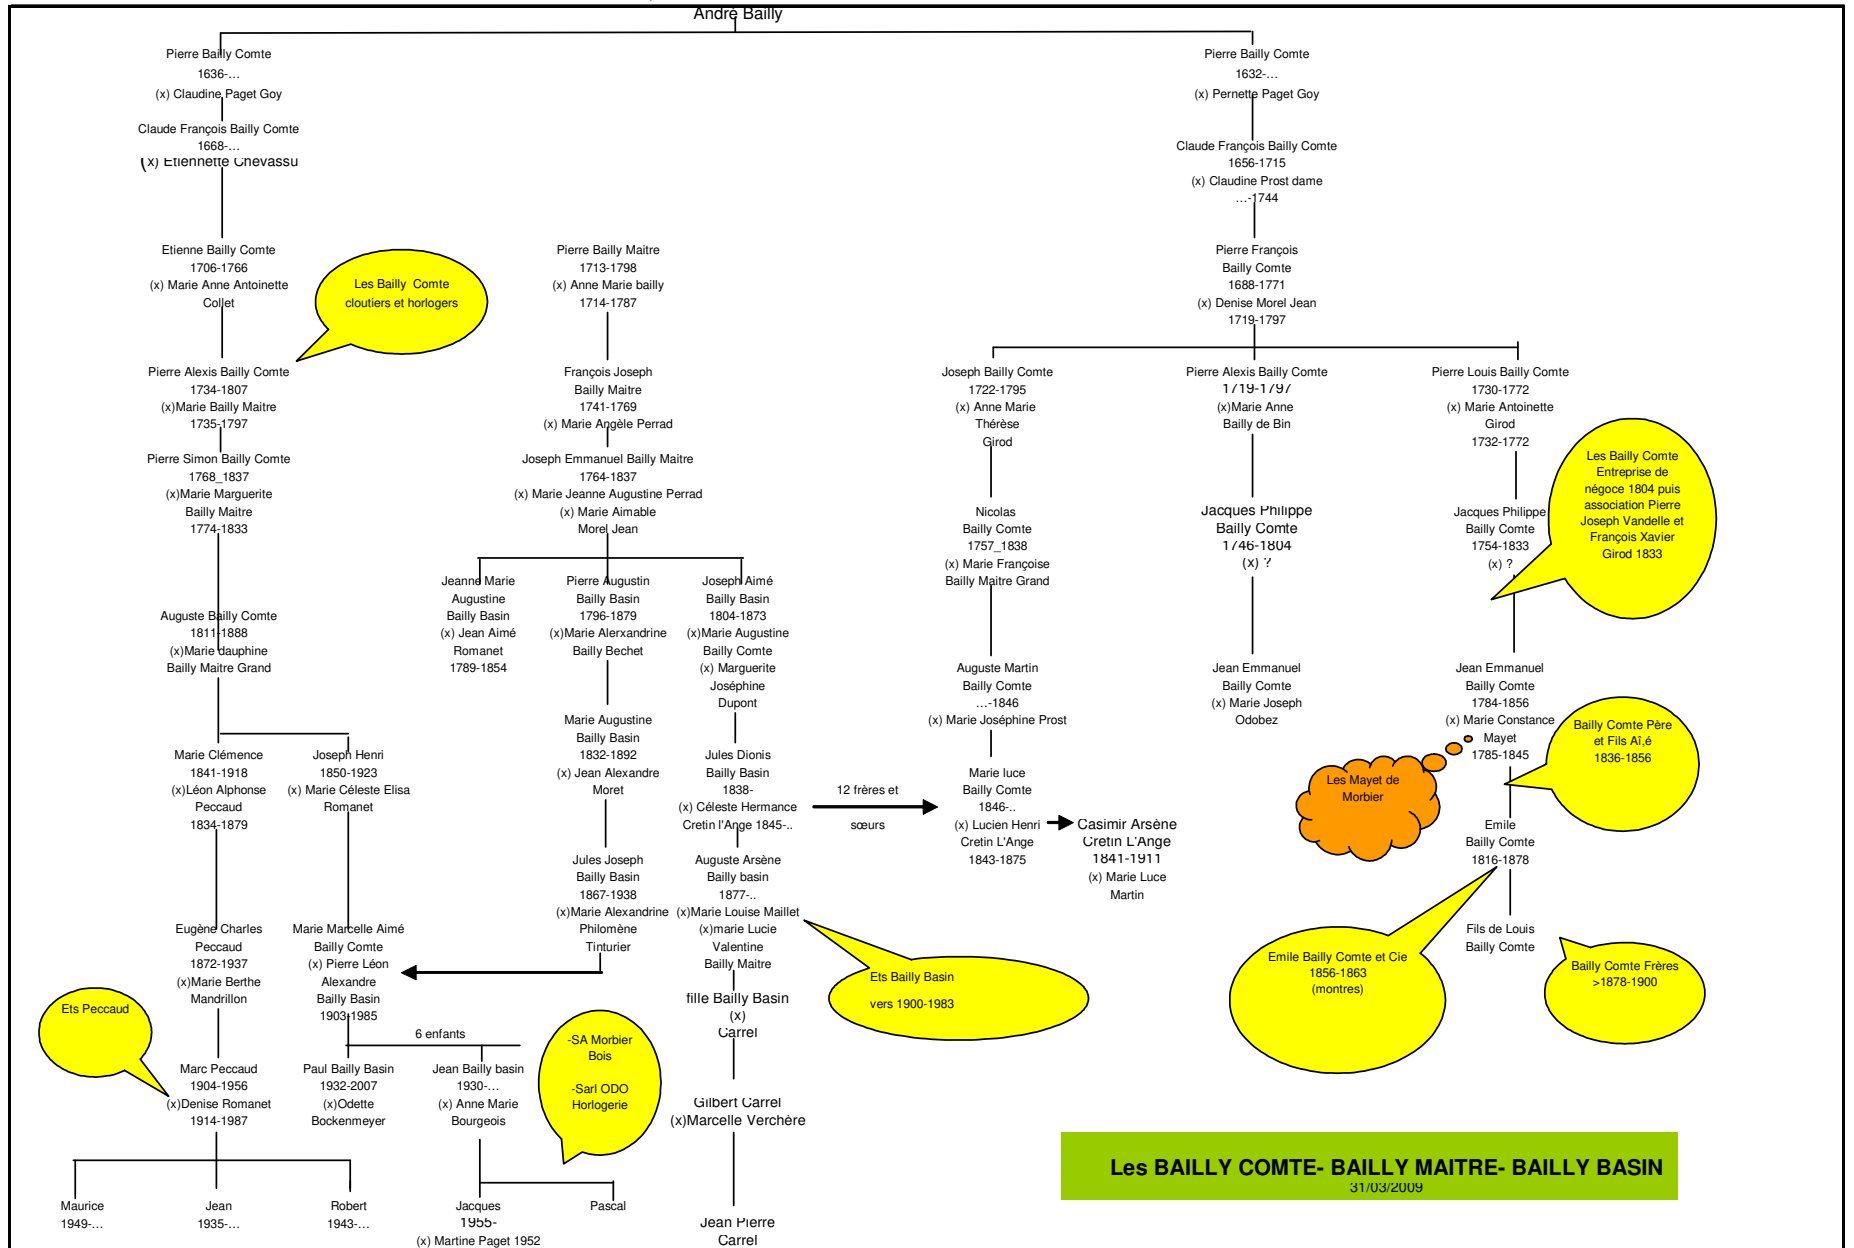 André Bailly
Pierre Bailly Comte
1636-…
(x) Claudine Paget Goy
Claude François Bailly Comte
1668-…
(x) Etiennette Chevassu
Etienne Bailly Comte
1706-1766
(x) Marie Anne Antoinette
Collet
Les Bailly Comte
cloutiers et horlogers
Pierre Alexis Bailly Comte
1734-1807
(x)Marie Bailly Maitre
1735-1797
Pierre Simon Bailly Comte
1768_1837
(x)Marie Marguerite
Bailly Maitre
1774-1833
Auguste Bailly Comte
1811-1888
(x)Marie dauphine
Bailly Maitre Grand
Marie Clémence
1841-1918
(x)Léon Alphonse
Peccaud
1834-1879
Joseph Henri
1850-1923
(x) Marie Céleste Elisa
Romanet
Eugène Charles
Peccaud
1872-1937
(x)Marie Berthe
Mandrillon
Marie Marcelle Aimé
Bailly Comte
(x) Pierre Léon
Alexandre
Bailly Basin
1903-1985
Ets Peccaud
6 enfants
Marc Peccaud
1904-1956
(x)Denise Romanet
1914-1987
Paul Bailly Basin
1932-2007
(x)Odette
Bockenmeyer
Jean Bailly basin
1930-…
(x) Anne Marie
Bourgeois
-SA Morbier
Bois
-Sarl ODO
Horlogerie
Maurice
1949-…
Jean
1935-…
Robert
1943-…
Jacques
1955-
(x) Martine Paget 1952
Pascal
Pierre Bailly Maitre
1713-1798
(x) Anne Marie bailly
1714-1787
François Joseph
Bailly Maitre
1741-1769
(x) Marie Angèle Perrad
Joseph Emmanuel Bailly Maitre
1764-1837
(x) Marie Jeanne Augustine Perrad
(x) Marie Aimable
Morel Jean
Jeanne Marie
Augustine
Bailly Basin
(x) Jean Aimé
Romanet
1789-1854
Pierre Augustin
Bailly Basin
1796-1879
(x)Marie Alerxandrine
Bailly Bechet
Joseph Aimé
Bailly Basin
1804-1873
(x)Marie Augustine
Bailly Comte
(x) Marguerite
Joséphine
Dupont
Marie Augustine
Bailly Basin
1832-1892
(x) Jean Alexandre
Moret
Jules Dionis
Bailly Basin
1838-
(x) Céleste Hermance
Cretin l'Ange 1845-..
12 frères et
sœurs
Jules Joseph
Bailly Basin
1867-1938
(x)Marie Alexandrine
Philomène
Tinturier
Auguste Arsène
Bailly basin
1877-..
(x)Marie Louise Maillet
(x)marie Lucie
Valentine
Bailly Maitre
Ets Bailly Basin
vers 1900-1983
fille Bailly Basin
(x)
Carrel
Gilbert Carrel
(x)Marcelle Verchère
Jean Pierre
Carrel
Pierre Bailly Comte
1632-…
(x) Pernette Paget Goy
Claude François Bailly Comte
1656-1715
(x) Claudine Prost dame
…-1744
Pierre François
Bailly Comte
1688-1771
(x) Denise Morel Jean
1719-1797
Joseph Bailly Comte
1722-1795
(x) Anne Marie
Thérèse
Girod
Pierre Alexis Bailly Comte
1719-1797
(x)Marie Anne
Bailly de Bin
Pierre Louis Bailly Comte
1730-1772
(x) Marie Antoinette
Girod
1732-1772
Les Bailly Comte
Entreprise de
négoce 1804 puis
association Pierre
Joseph Vandelle et
François Xavier
Girod 1833
Nicolas
Bailly Comte
1757_1838
(x) Marie Françoise
Bailly Maitre Grand
Jacques Philippe
Bailly Comte
1746-1804
(x) ?
Jacques Philippe
Bailly Comte
1754-1833
(x) ?
Auguste Martin
Bailly Comte
…-1846
(x) Marie Joséphine Prost
Jean Emmanuel
Bailly Comte
(x) Marie Joseph
Odobez
Jean Emmanuel
Bailly Comte
1784-1856
(x) Marie Constance
Mayet
1785-1845
Bailly Comte Père
et Fils Aî,é
1836-1856
Les Mayet de
Morbier
Marie luce
Bailly Comte
1846-..
(x) Lucien Henri
Cretin L'Ange
1843-1875
Casimir Arsène
Cretin L'Ange
1841-1911
(x) Marie Luce
Martin
Emile
Bailly Comte
1816-1878
Emile Bailly Comte et Cie
1856-1863
(montres)
Fils de Louis
Bailly Comte
Bailly Comte Frères
>1878-1900
Les BAILLY COMTE- BAILLY MAITRE- BAILLY BASIN
31/03/2009